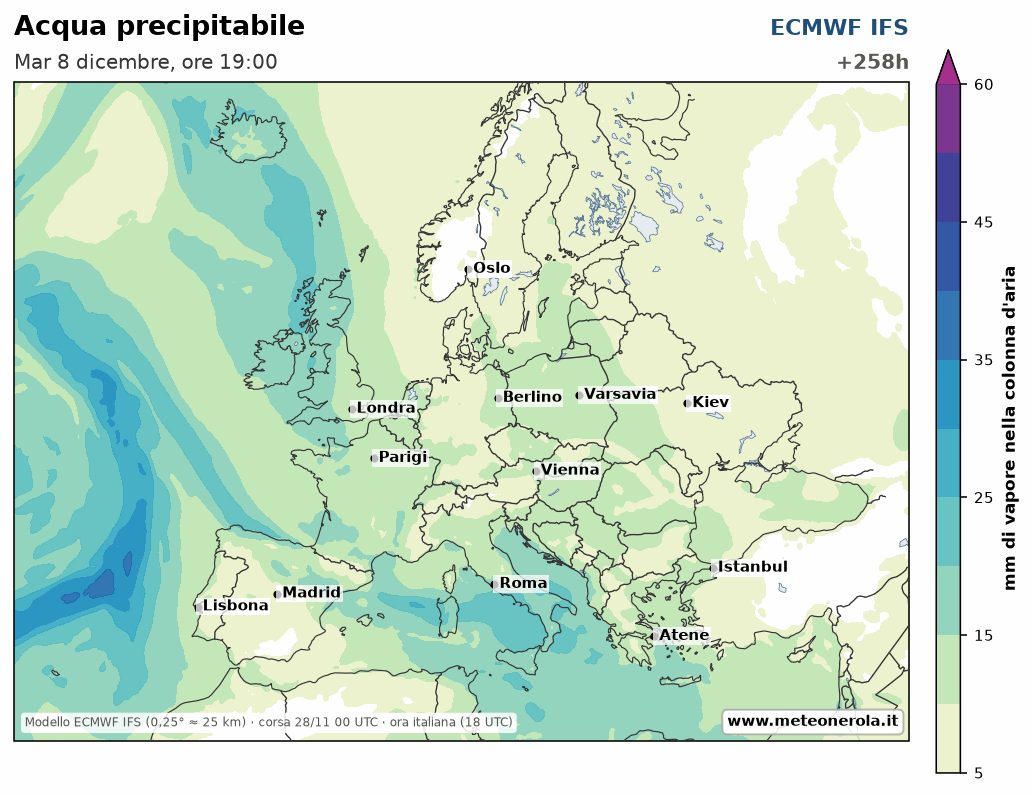 Acqua precipitabile
ECMWF IFS
Mar 8 dicembre, ore 19:00
+258h
60
45
35
25
15
5
mm di vapore nella colonna d'aria
Oslo
Londra
Berlino
Varsavia
Kiev
Parigi
Vienna
Roma
Istanbul
Madrid
Lisbona
Atene
Modello ECMWF IFS (0,25° ≈ 25 km) · corsa 28/11 00 UTC · ora italiana (18 UTC)
www.meteonerola.it